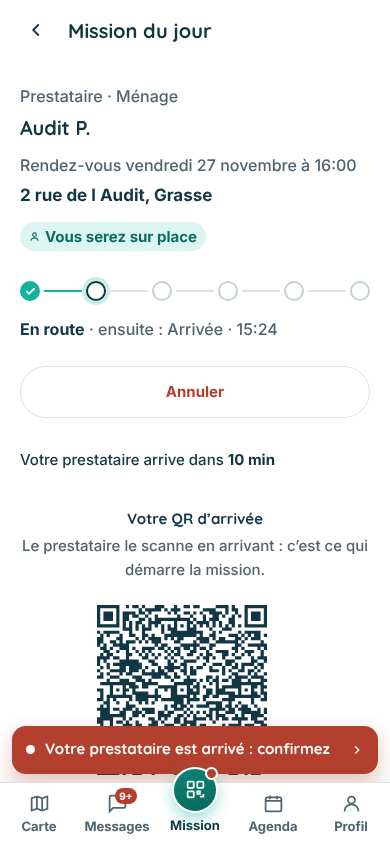 Mission du jour
Prestataire · Ménage
Audit P.
Rendez-vous vendredi 27 novembre à 16:00
2 rue de l Audit, Grasse
Vous serez sur place
En route · ensuite : Arrivée · 15:24
Annuler
Votre prestataire arrive dans 10 min
Votre QR d’arrivée
Le prestataire le scanne en arrivant : c’est ce qui
démarre la mission.
Votre prestataire est arrivé : confirmez
9+
Carte
Messages
Mission
Agenda
Profil